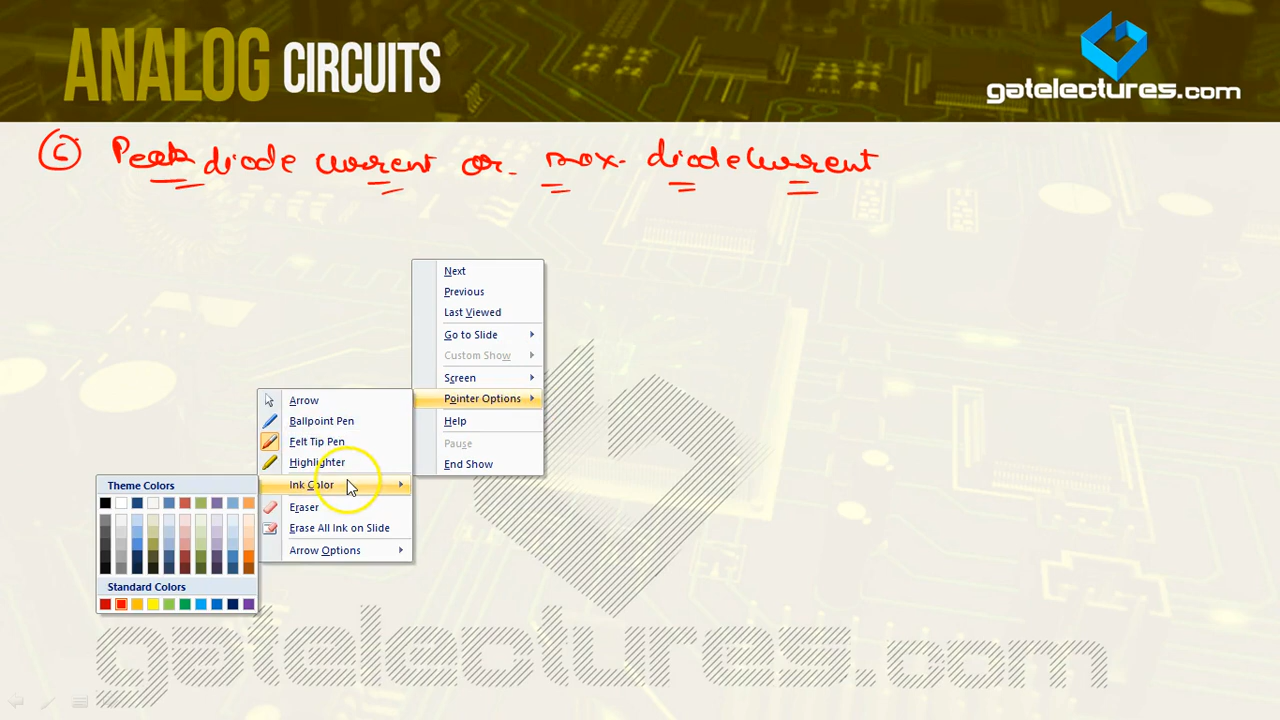 ANALOG CIRCUITS
gatelectures.com
6 Peak diode current or max. diode current
Next
Previous
Last Viewed
Go to Slide
Custom Show
Screen
Pointer Options
Help
Pause
End Show
Arrow
Ballpoint Pen
Felt Tip Pen
Highlighter
Ink Color
Eraser
Erase All Ink on Slide
Arrow Options
Theme Colors
Standard Colors
gatelectures.com